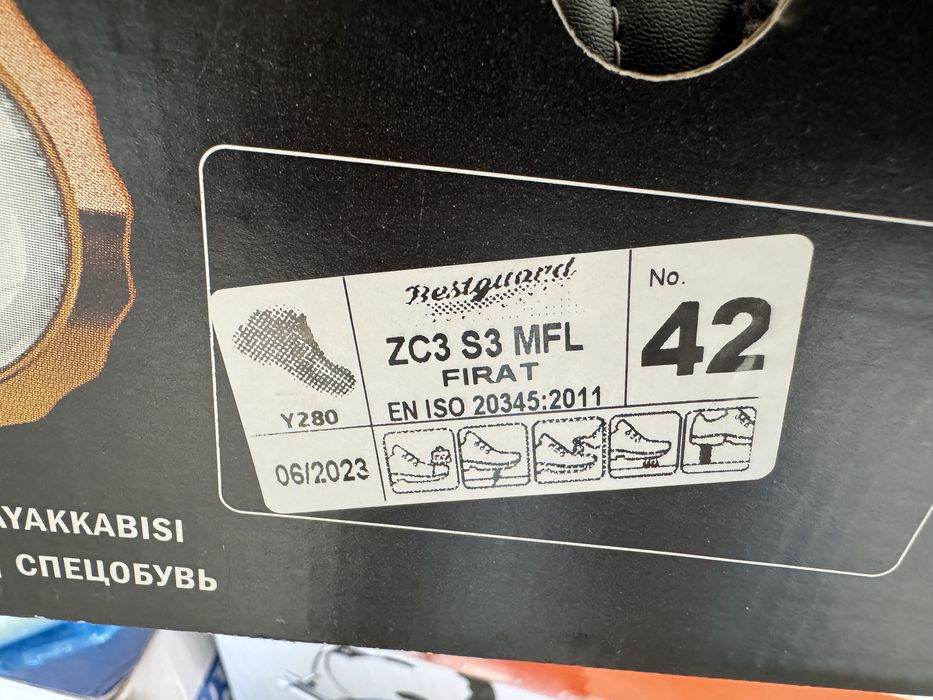 Bestguard
ZC3 S3 MFL
FIRAT
EN ISO 20345:2011
No.
42
Y280
06/2023
AYAKKABISI
СПЕЦОБУВЬ